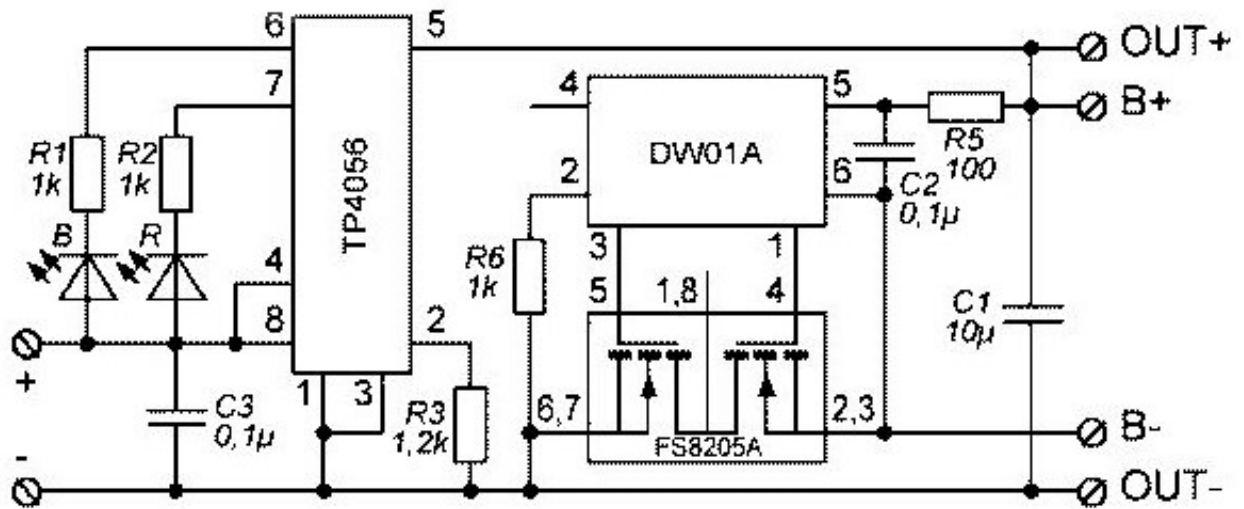 6
5
OUT+
7
4
5
B+
R1
1k
R2
1k
TP4056
DW01A
R5
100
2
6
C2
0,1µ
B
R
4
3
1
R6
1k
5
1,8
4
C1
10µ
8
2
+
1
3
C3
0,1µ
R3
1,2k
6,7
2,3
FS8205A
B-
-
OUT-